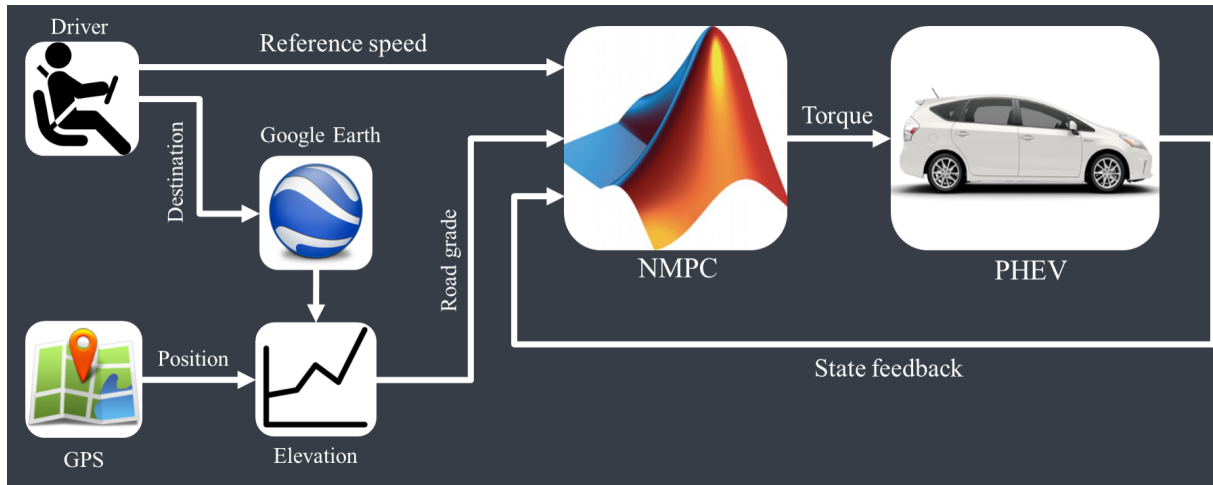 Driver
Reference speed
Destination
Google Earth
Road grade
Torque
NMPC
PHEV
Position
State feedback
GPS
Elevation